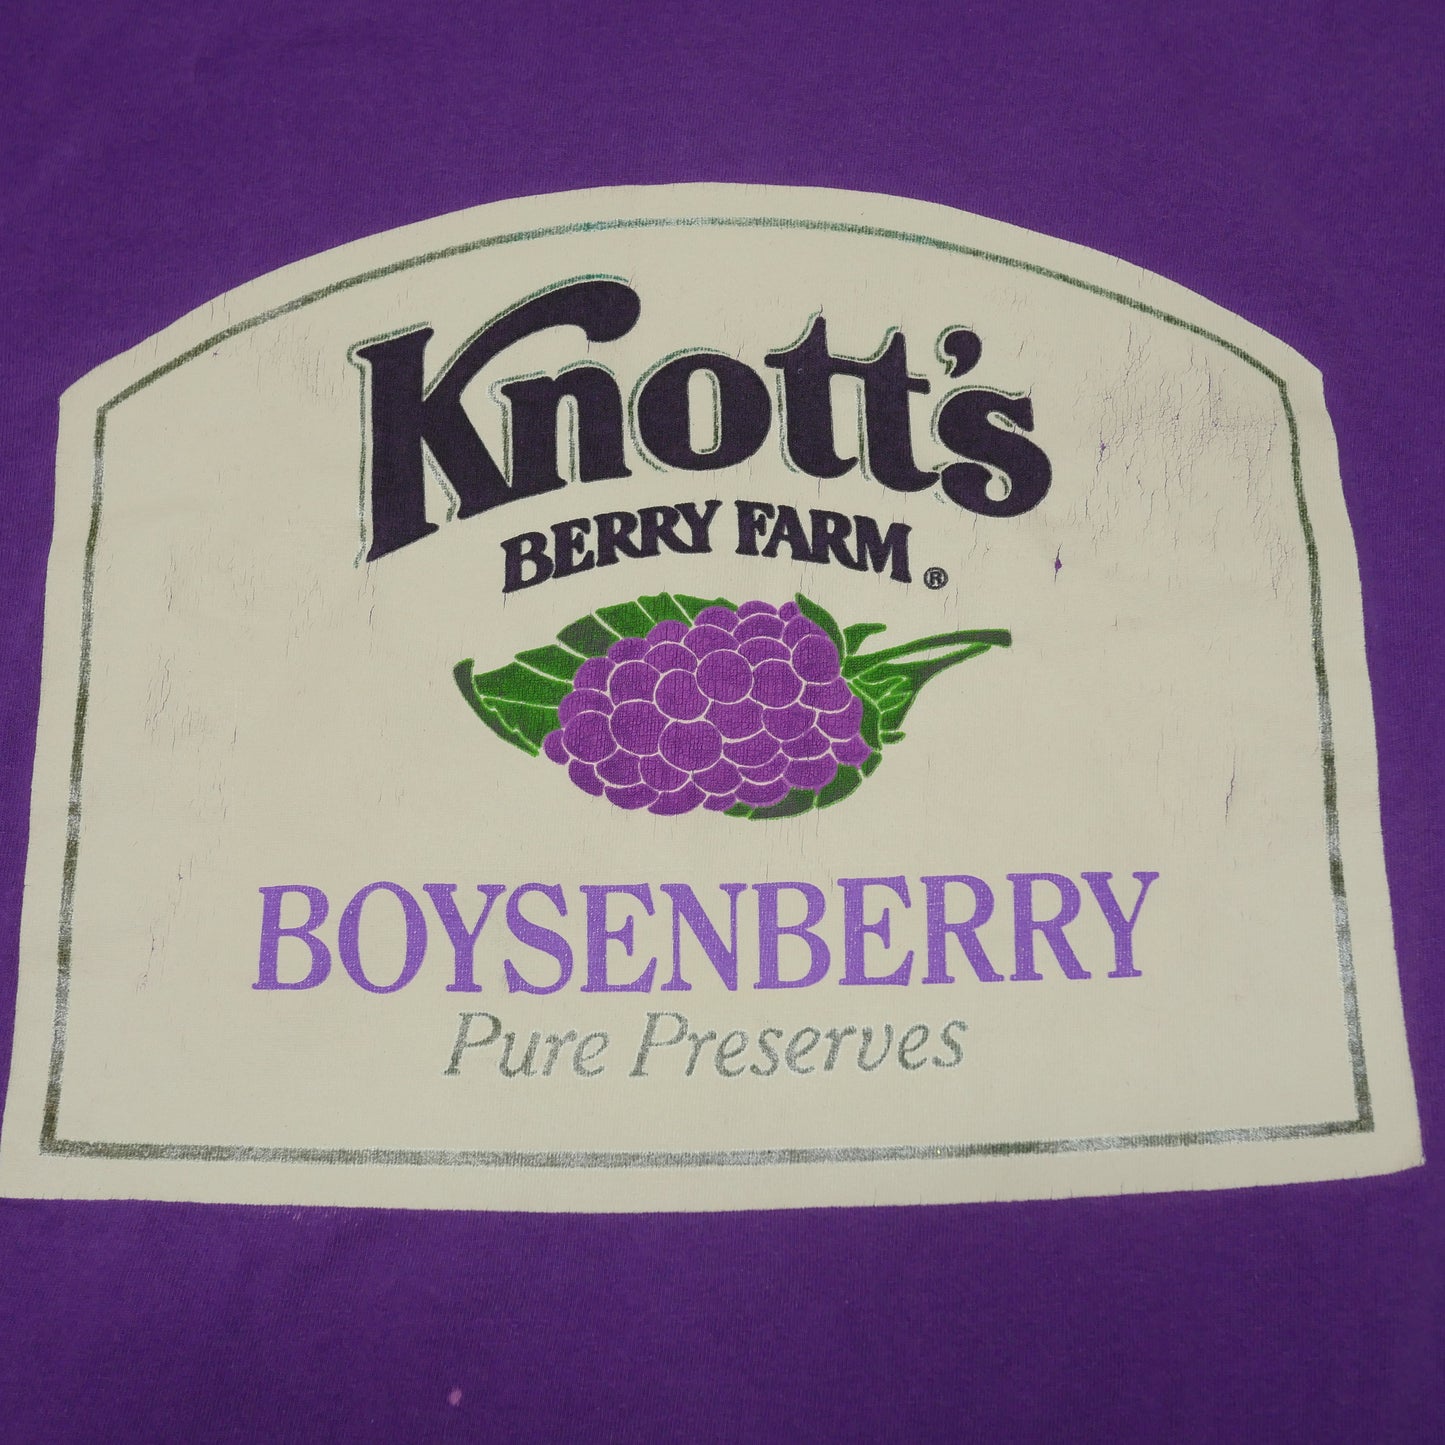 Knott's
BERRY FARM®
BOYSENBERRY
Pure Preserves